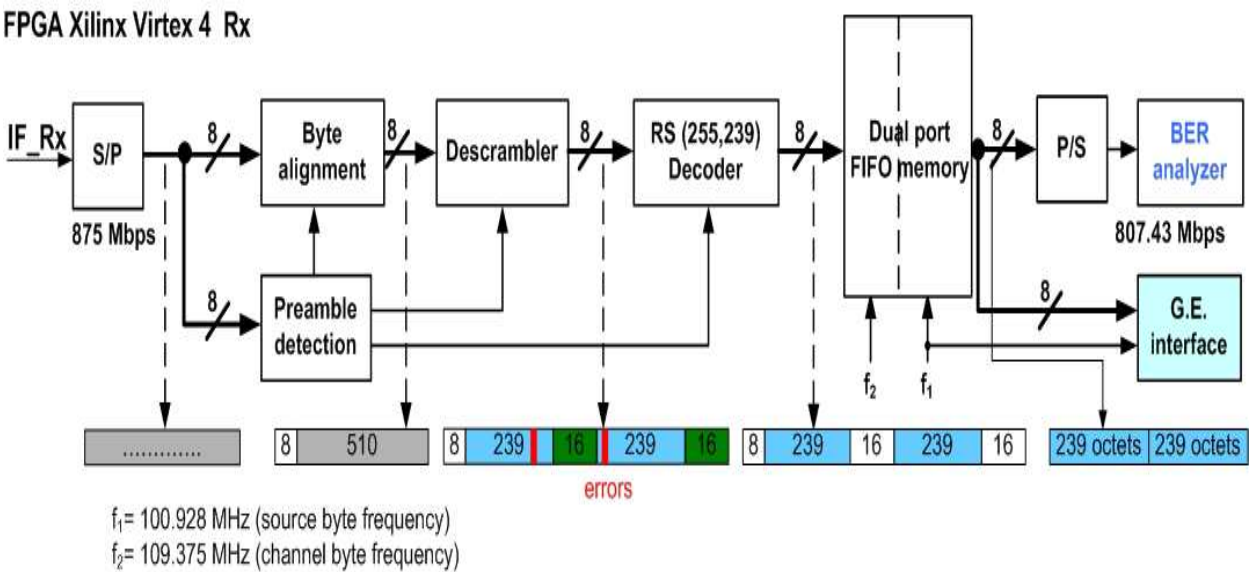 FPGA Xilinx Virtex 4 Rx
IF_Rx
S/P
875 Mbps
8
Byte
alignment
8
Descrambler
8
RS (255,239)
Decoder
8
Dual port
FIFO memory
8
P/S
BER
analyzer
807.43 Mbps
8
Preamble
detection
8
G.E.
interface
f₂
f₁
.............
8 510
8 239 16 239 16
8 239 16 239 16
239 octets 239 octets
errors
f₁= 100.928 MHz (source byte frequency)
f₂= 109.375 MHz (channel byte frequency)